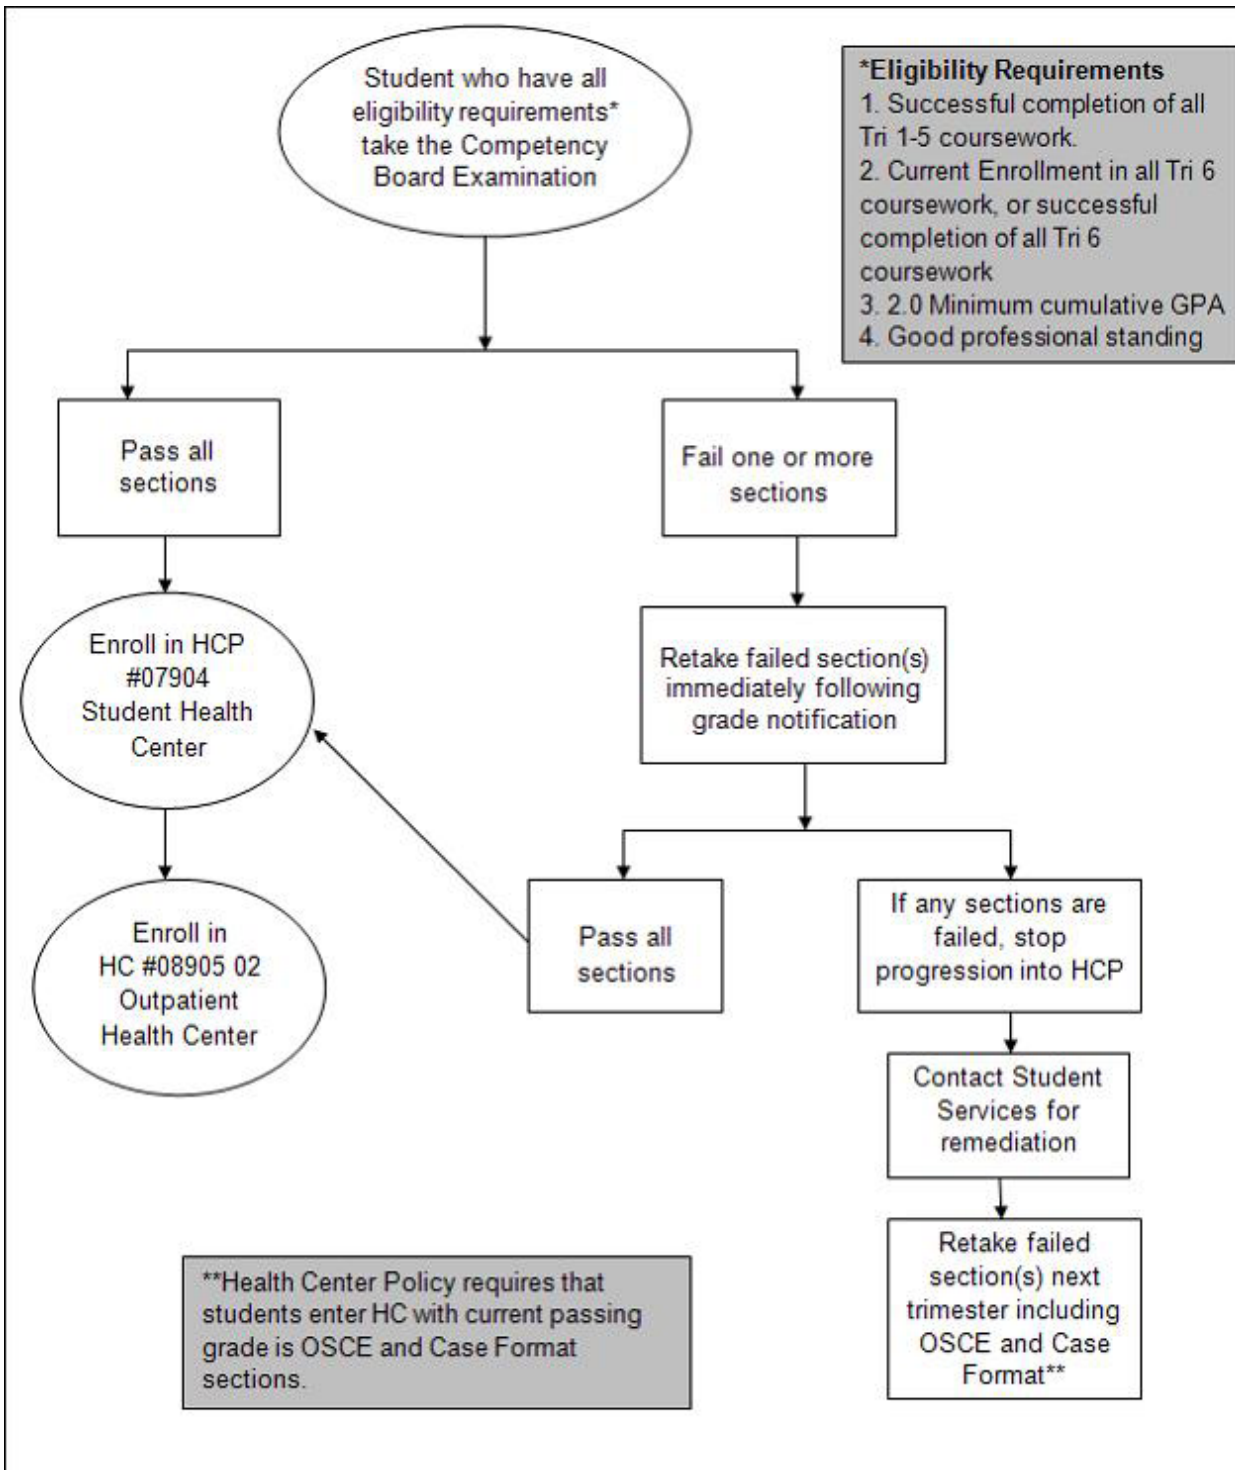 Student who have all
eligibility requirements*
take the Competency
Board Examination
*Eligibility Requirements
1. Successful completion of all
Tri 1-5 coursework.
2. Current Enrollment in all Tri 6
coursework, or successful
completion of all Tri 6
coursework
3. 2.0 Minimum cumulative GPA
4. Good professional standing
Pass all
sections
Fail one or more
sections
Enroll in HCP
#07904
Student Health
Center
Retake failed section(s)
immediately following
grade notification
Enroll in
HC #08905 02
Outpatient
Health Center
Pass all
sections
If any sections are
failed, stop
progression into HCP
Contact Student
Services for
remediation
Retake failed
section(s) next
trimester including
OSCE and Case
Format**
**Health Center Policy requires that
students enter HC with current passing
grade is OSCE and Case Format
sections.